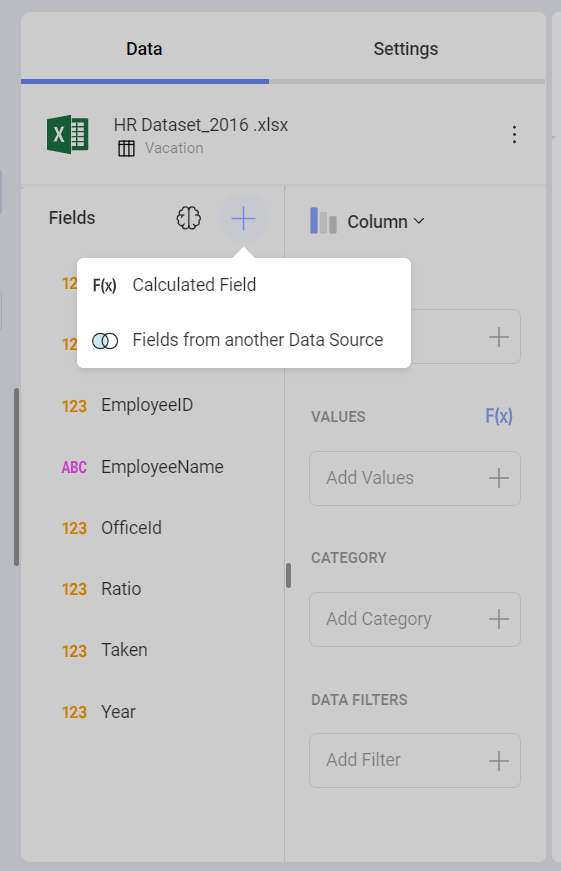 Data
Settings
X
HR Dataset_2016 .xlsx
Vacation
Fields
Column
12
F(x) Calculated Field
12
Fields from another Data Source
123 EmployeeID
VALUES
F(x)
ABC EmployeeName
Add Values
123 OfficeId
CATEGORY
123 Ratio
Add Category
123 Taken
DATA FILTERS
123 Year
Add Filter